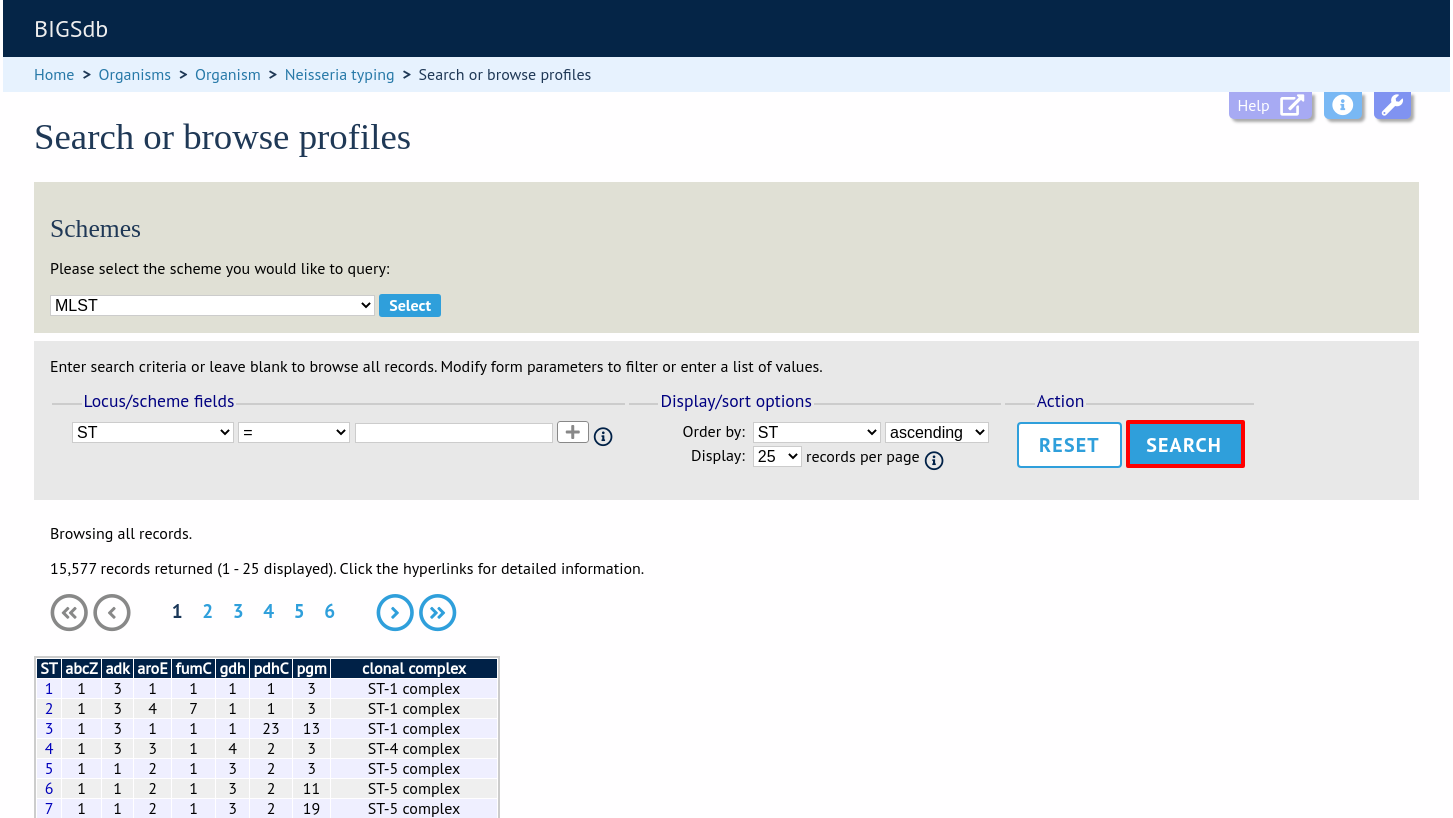 BIGSdb
Home > Organisms > Organism > Neisseria typing > Search or browse profiles
Help
Search or browse profiles
Schemes
Please select the scheme you would like to query:
MLST Select
Enter search criteria or leave blank to browse all records. Modify form parameters to filter or enter a list of values.
Locus/scheme fields Display/sort options Action
ST = + Order by: ST ascending RESET SEARCH
Display: 25 records per page
Browsing all records.
15,577 records returned (1 - 25 displayed). Click the hyperlinks for detailed information.
1 2 3 4 5 6
ST abcZ adk aroE fumC gdh pdhC pgm clonal complex
1 1 3 1 1 1 1 3 ST-1 complex
2 1 3 4 7 1 1 3 ST-1 complex
3 1 3 1 1 1 23 13 ST-1 complex
4 1 3 3 1 4 2 3 ST-4 complex
5 1 1 2 1 3 2 3 ST-5 complex
6 1 1 2 1 3 2 11 ST-5 complex
7 1 1 2 1 3 2 19 ST-5 complex